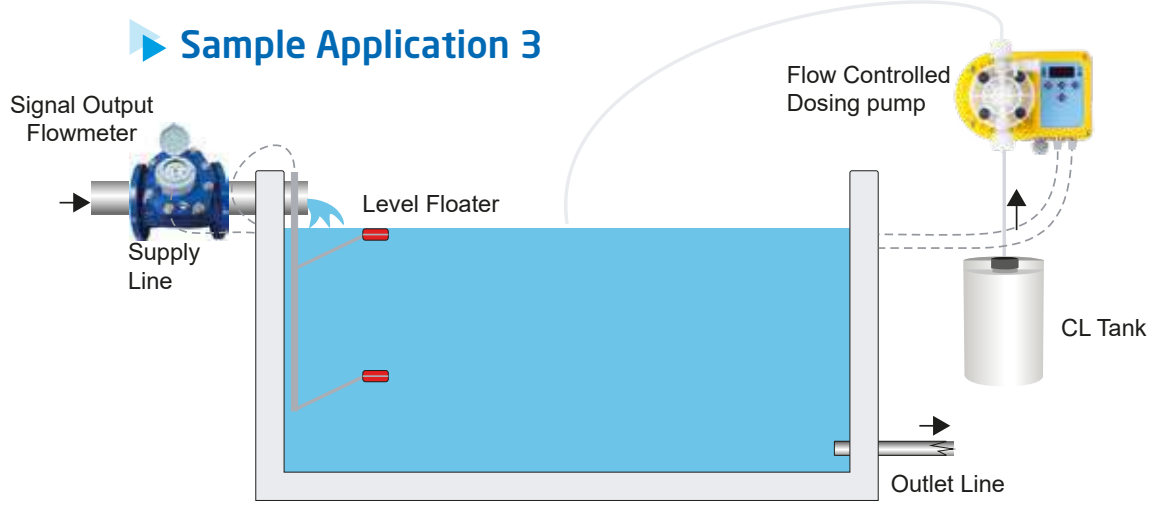 Sample Application 3
Signal Output
Flowmeter
Flow Controlled
Dosing pump
Level Floater
Supply
Line
CL Tank
Outlet Line